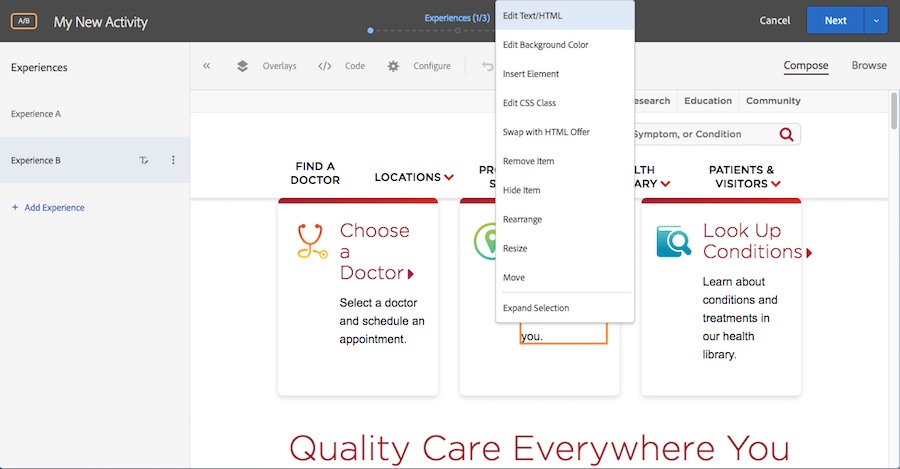 A/B
My New Activity
Experiences (1/3)
Cancel
Next
Experiences
Overlays
Code
Configure
Compose
Browse
Experience A
Experience B
+ Add Experience
Edit Text/HTML
Edit Background Color
Insert Element
Edit CSS Class
Swap with HTML Offer
Remove Item
Hide Item
Rearrange
Resize
Move
Expand Selection
Education
Community
Symptom, or Condition
FIND A
DOCTOR
LOCATIONS
PATIENTS &
VISITORS
Choose
a
Doctor
Select a doctor
and schedule an
appointment.
you.
Look Up
Conditions
Learn about
conditions and
treatments in
our health
library.
Quality Care Everywhere You